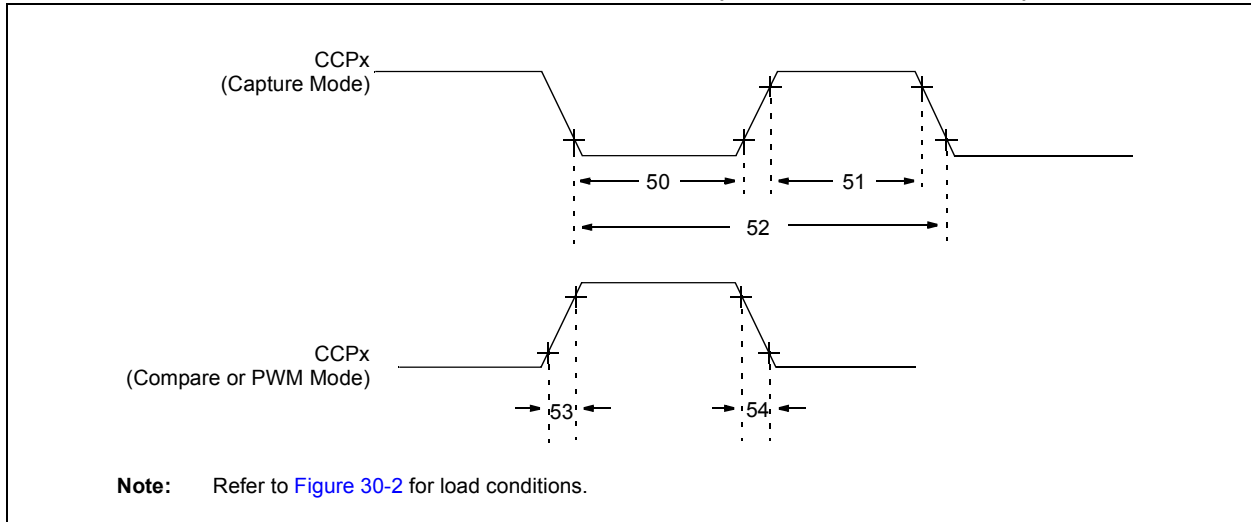 CCPx
(Capture Mode)
50
51
52
CCPx
(Compare or PWM Mode)
53
54
Note: Refer to Figure 30-2 for load conditions.